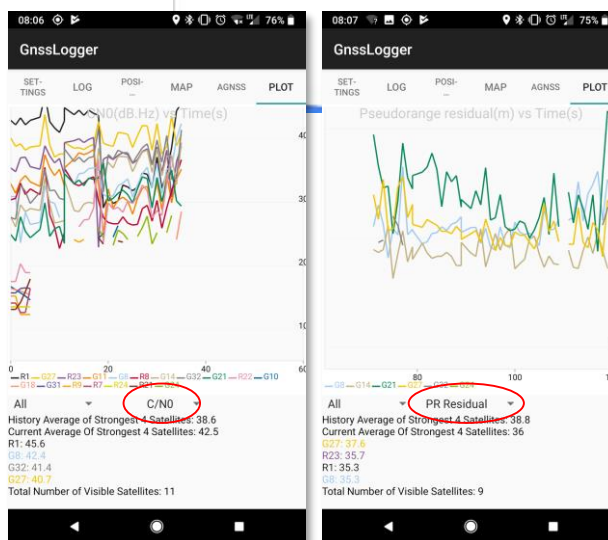 08:06
76%
GnssLogger
SET-
TINGS
LOG
POSI-
...
MAP
AGNSS
PLOT
CN0(dB.Hz) vs Time(s)
40
30
20
10
0 20 40 60
R1 G27 R23 G11 G8 R8 G14 G32 G21 R22 G10
G18 G31 R9 R7 R24 R21 G24
All C/N0
History Average of Strongest 4 Satellites: 38.6
Current Average Of Strongest 4 Satellites: 42.5
R1: 45.6
G8: 42.4
G32: 41.4
G27: 40.7
Total Number of Visible Satellites: 11
08:07
75%
GnssLogger
SET-
TINGS
LOG
POSI-
...
MAP
AGNSS
PLOT
Pseudorange residual(m) vs Time(s)
80 100
G8 G14 G21 G27 G32 G24
All PR Residual
History Average of Strongest 4 Satellites: 38.8
Current Average Of Strongest 4 Satellites: 36
G27: 37.6
R23: 35.7
R1: 35.3
G8: 35.3
Total Number of Visible Satellites: 9